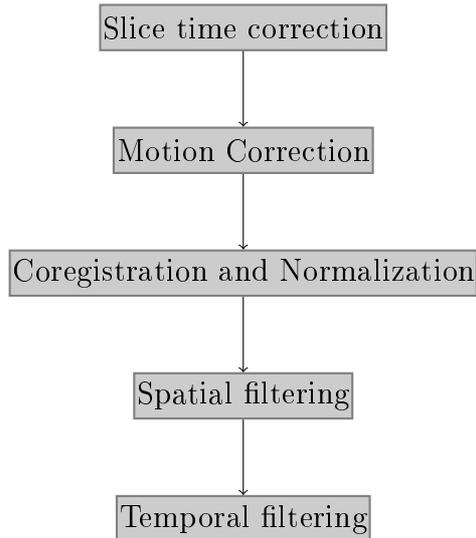 Slice time correction
Motion Correction
Coregistration and Normalization
Spatial filtering
Temporal filtering